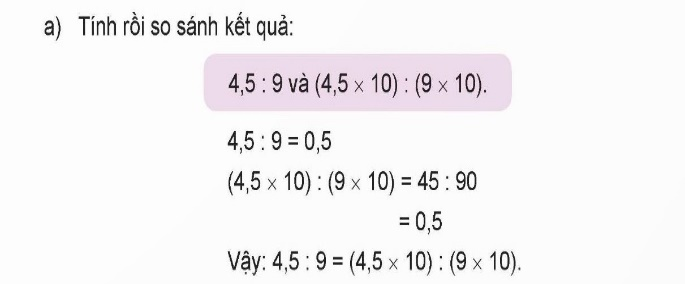 a) Tính rồi so sánh kết quả:
4,5 : 9 và (4,5 × 10) : (9 × 10).
4,5 : 9 = 0,5
(4,5 × 10) : (9 × 10) = 45 : 90
= 0,5
Vậy: 4,5 : 9 = (4,5 × 10) : (9 × 10).